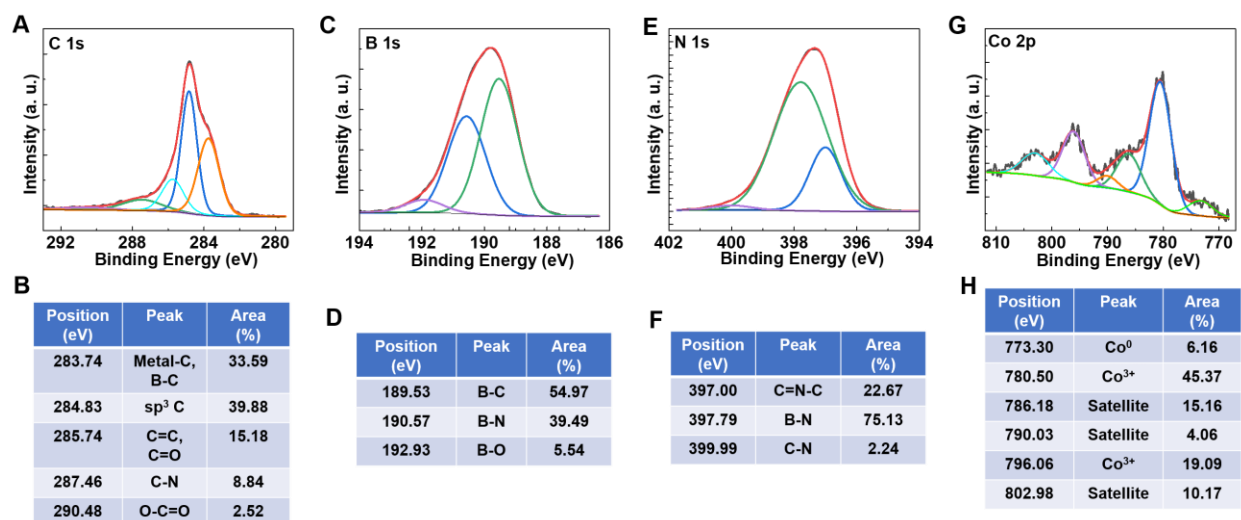 A
C 1s
Intensity (a. u.)
292 288 284 280
Binding Energy (eV)
B
Position (eV) Peak Area (%)
283.74 Metal-C, B-C 33.59
284.83 sp³ C 39.88
285.74 C=C, C=O 15.18
287.46 C-N 8.84
290.48 O-C=O 2.52
C
B 1s
Intensity (a. u.)
194 192 190 188 186
Binding Energy (eV)
D
Position (eV) Peak Area (%)
189.53 B-C 54.97
190.57 B-N 39.49
192.93 B-O 5.54
E
N 1s
Intensity (a. u.)
402 400 398 396 394
Binding Energy (eV)
F
Position (eV) Peak Area (%)
397.00 C=N-C 22.67
397.79 B-N 75.13
399.99 C-N 2.24
G
Co 2p
Intensity (a. u.)
810 800 790 780 770
Binding Energy (eV)
H
Position (eV) Peak Area (%)
773.30 Co⁰ 6.16
780.50 Co³⁺ 45.37
786.18 Satellite 15.16
790.03 Satellite 4.06
796.06 Co³⁺ 19.09
802.98 Satellite 10.17